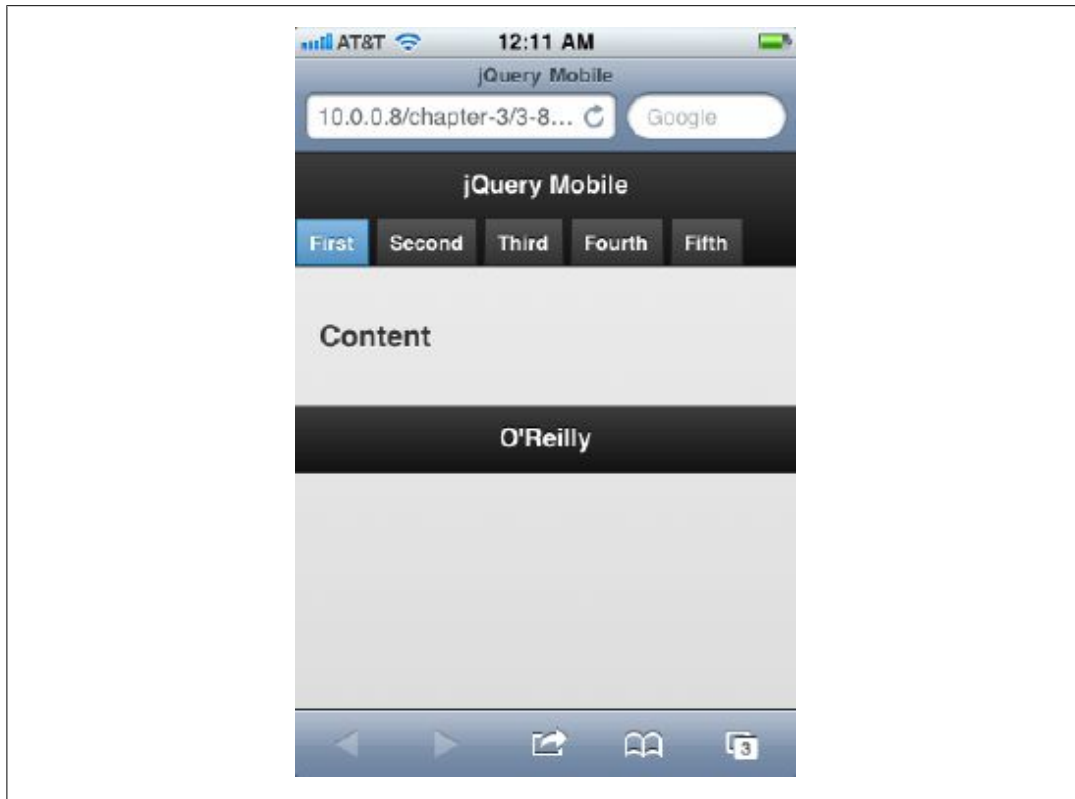 AT&T 12:11 AM
jQuery Mobile
10.0.0.8/chapter-3/3-8... Google
jQuery Mobile
First Second Third Fourth Fifth
Content
O'Reilly
3